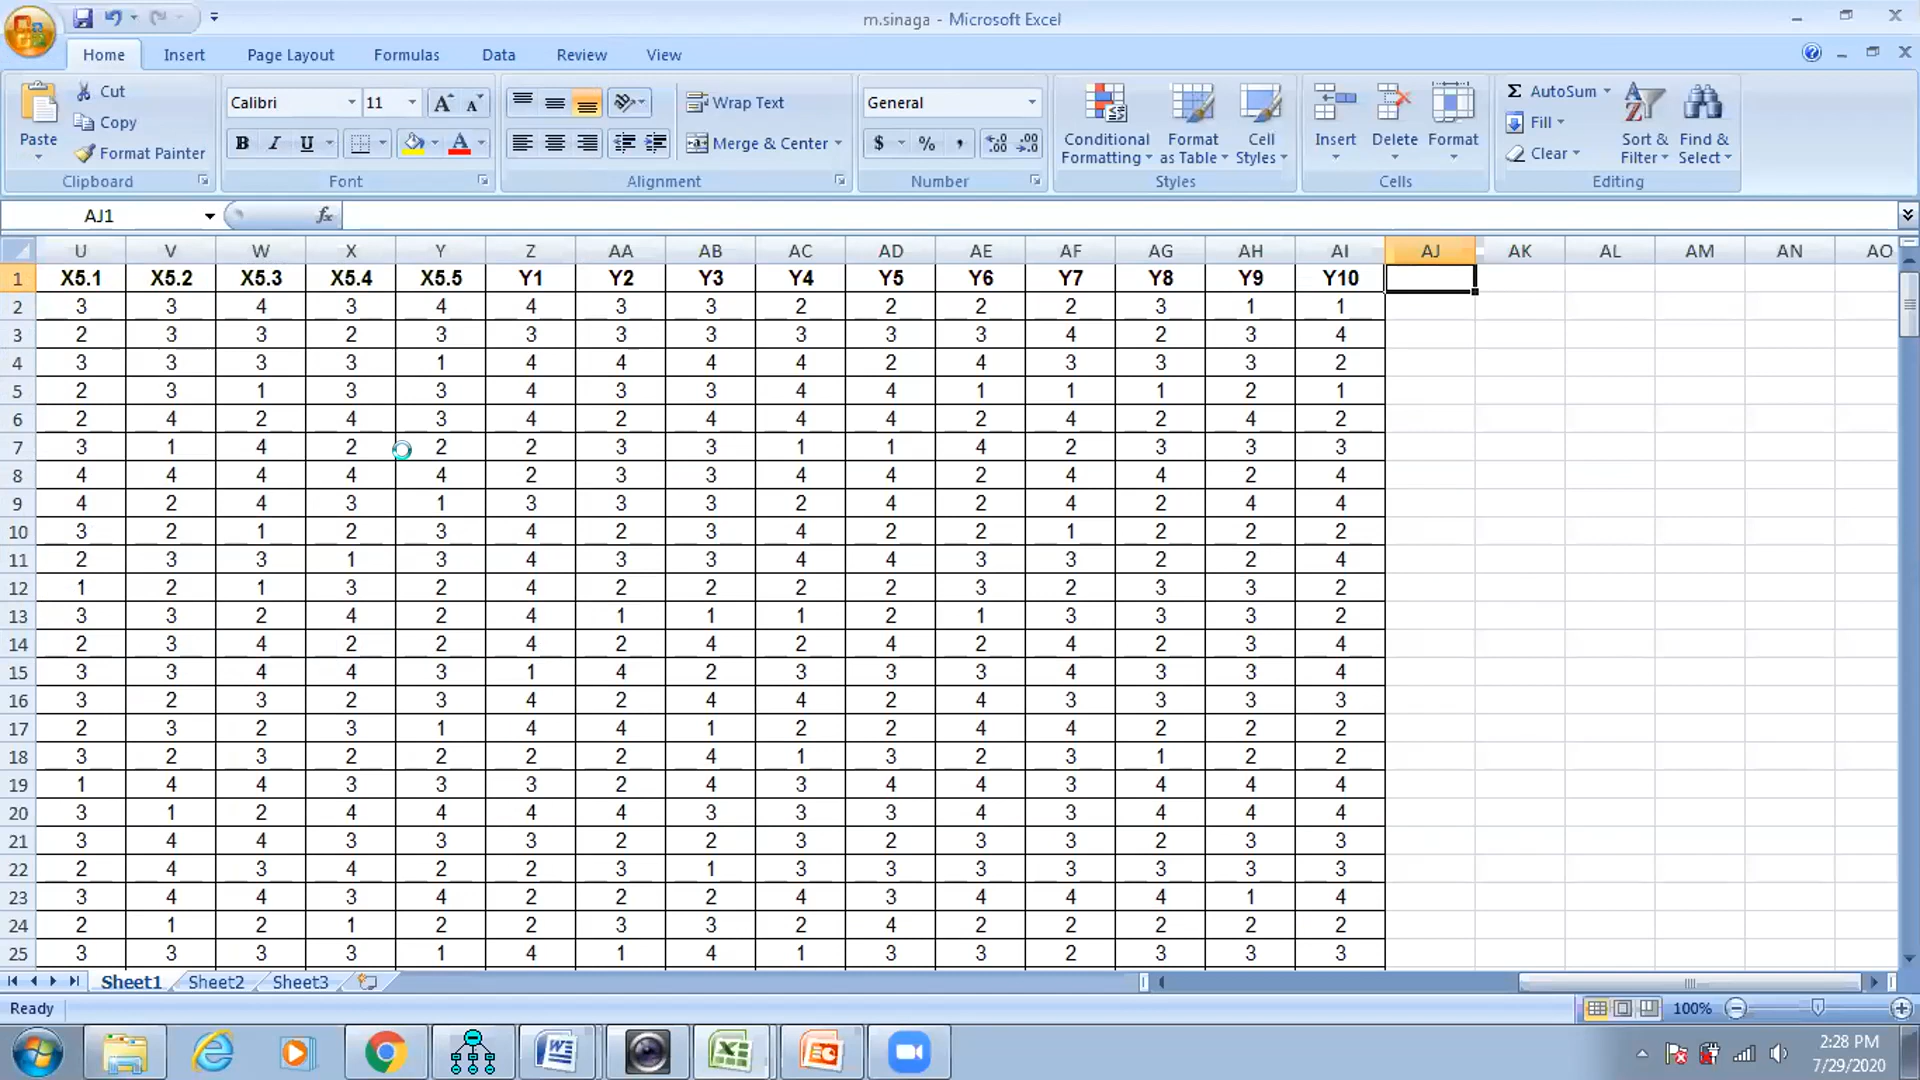 m.sinaga - Microsoft Excel
Home Insert Page Layout Formulas Data Review View
Paste
Cut
Copy
Format Painter
Clipboard
Calibri 11
B I U
Font
Wrap Text
Merge & Center
Alignment
General
$ % ,
Number
Conditional Formatting
Format as Table
Cell Styles
Styles
Insert Delete Format
Cells
AutoSum
Fill
Clear
Sort & Filter
Find & Select
Editing
AJ1 fx
U V W X Y Z AA AB AC AD AE AF AG AH AI AJ AK AL AM AN AO
1 X5.1 X5.2 X5.3 X5.4 X5.5 Y1 Y2 Y3 Y4 Y5 Y6 Y7 Y8 Y9 Y10
2 3 3 4 3 4 4 3 3 2 2 2 2 3 1 1
3 2 3 3 2 3 3 3 3 3 3 3 4 2 3 4
4 3 3 3 3 1 4 4 4 4 2 4 3 3 3 2
5 2 3 1 3 3 4 3 3 4 4 1 1 1 2 1
6 2 4 2 4 3 4 2 4 4 4 2 4 2 4 2
7 3 1 4 2 2 2 3 3 1 1 4 2 3 3 3
8 4 4 4 4 4 2 3 3 4 4 2 4 4 2 4
9 4 2 4 3 1 3 3 3 2 4 2 4 2 4 4
10 3 2 1 2 3 4 2 3 4 2 2 1 2 2 2
11 2 3 3 1 3 4 3 3 4 4 3 3 2 2 4
12 1 2 1 3 2 4 2 2 2 2 3 2 3 3 2
13 3 3 2 4 2 4 1 1 1 2 1 3 3 3 2
14 2 3 4 2 2 4 2 4 2 4 2 4 2 3 4
15 3 3 4 4 3 1 4 2 3 3 3 4 3 3 4
16 3 2 3 2 3 4 2 4 4 2 4 3 3 3 3
17 2 3 2 3 1 4 4 1 2 2 4 4 2 2 2
18 3 2 3 2 2 2 2 4 1 3 2 3 1 2 2
19 1 4 4 3 3 3 2 4 3 4 4 3 4 4 4
20 3 1 2 4 4 4 4 3 3 3 4 3 4 4 4
21 3 4 4 3 3 3 2 2 3 2 3 3 2 3 3
22 2 4 3 4 2 2 3 1 3 3 3 3 3 3 3
23 3 4 4 3 4 2 2 2 4 3 4 4 4 1 4
24 2 1 2 1 2 2 3 3 2 4 2 2 2 2 2
25 3 3 3 3 1 4 1 4 1 3 3 2 3 3 3
Sheet1 Sheet2 Sheet3
Ready 100%
2:28 PM
7/29/2020